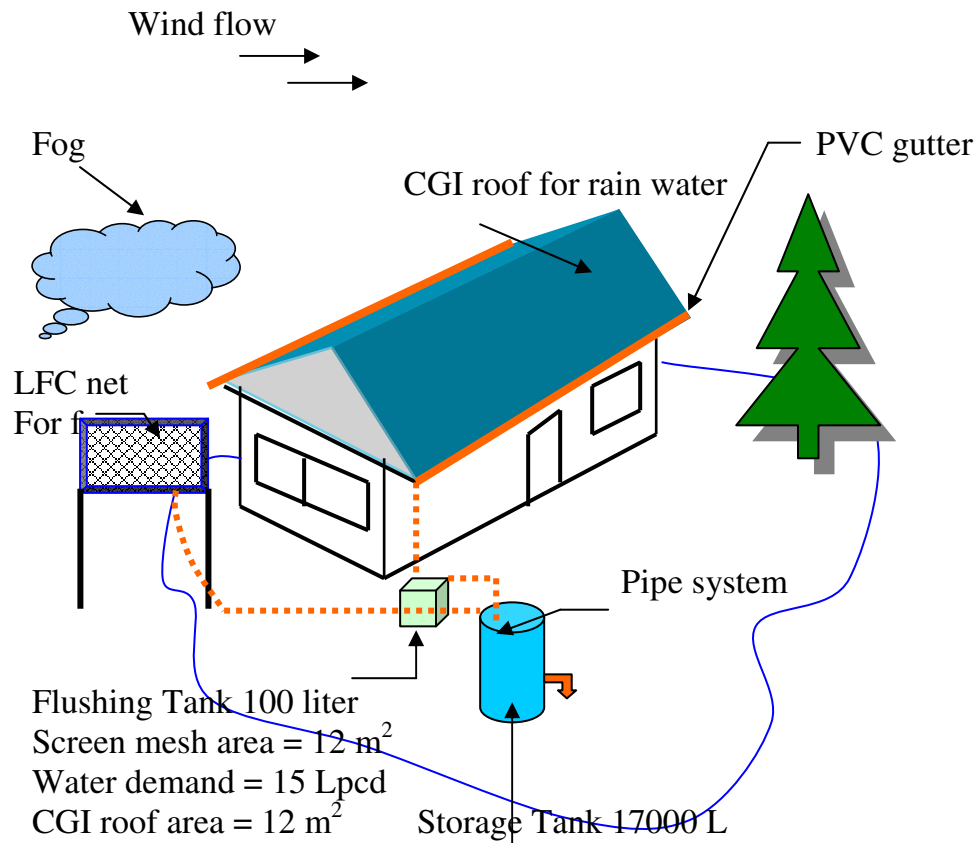 Wind flow
Fog
PVC gutter
CGI roof for rain water
LFC net
For f
Pipe system
Flushing Tank 100 liter
Screen mesh area = 12 m²
Water demand = 15 Lpcd
CGI roof area = 12 m²
Storage Tank 17000 L